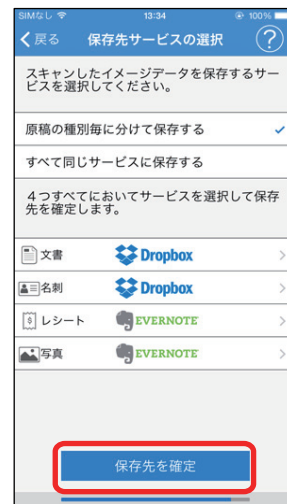 SIMなし 13:34 100%
戻る 保存先サービスの選択 ?
スキャンしたイメージデータを保存するサー
ビスを選択してください。
原稿の種別毎に分けて保存する
すべて同じサービスに保存する
４つすべてにおいてサービスを選択して保存
先を確定します。
文書 Dropbox
名刺 Dropbox
レシート EVERNOTE
写真 EVERNOTE
保存先を確定